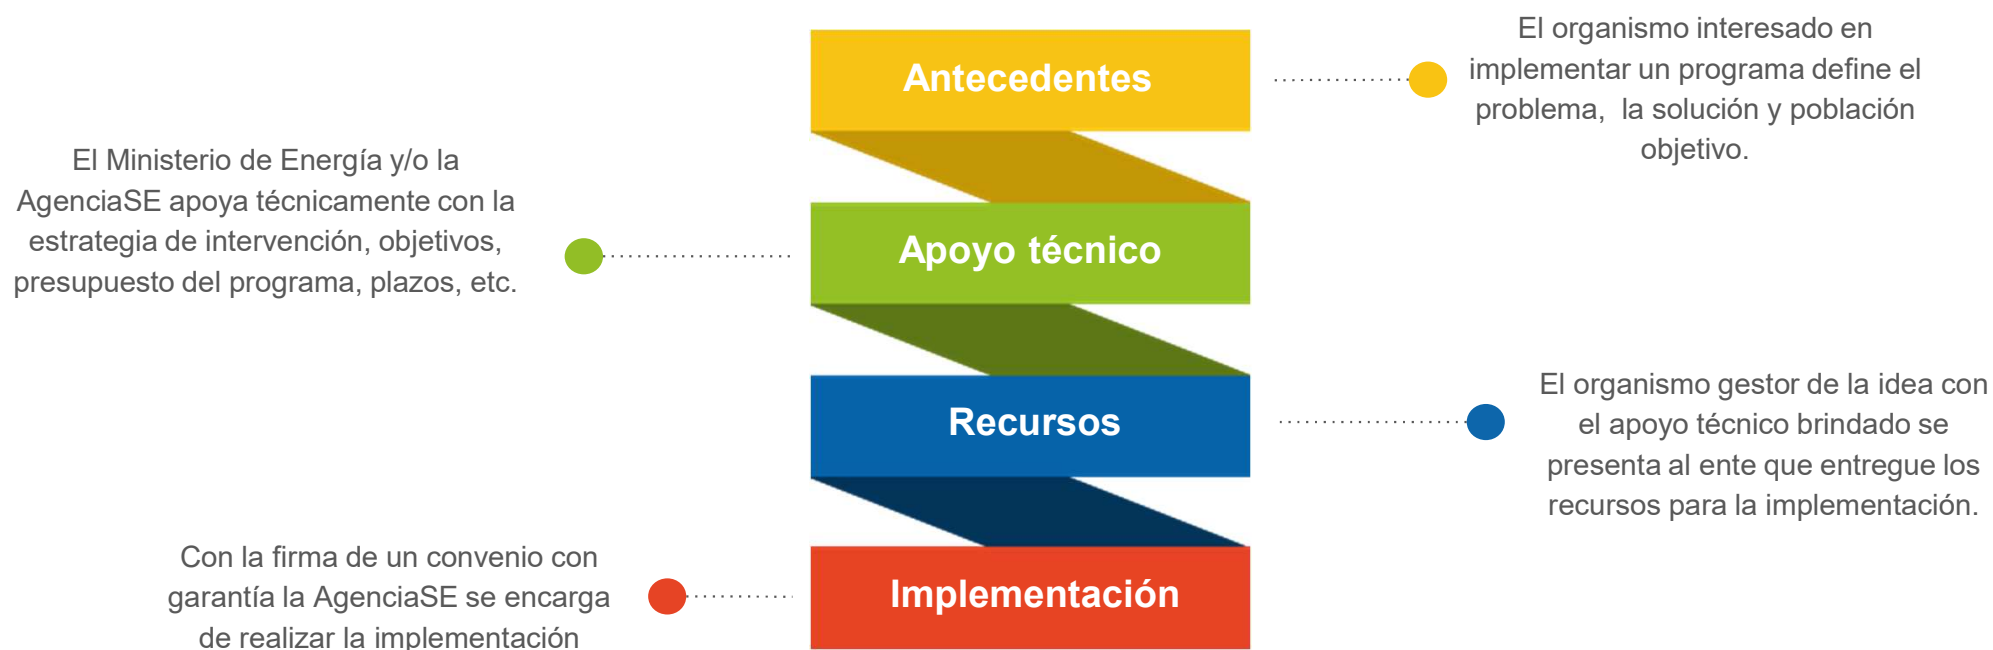 Antecedentes
El organismo interesado en
implementar un programa define el
problema,  la solución y población
objetivo.
El Ministerio de Energía y/o la
AgenciaSE apoya técnicamente con la
estrategia de intervención, objetivos,
presupuesto del programa, plazos, etc.
Apoyo técnico
Recursos
El organismo gestor de la idea con
el apoyo técnico brindado se
presenta al ente que entregue los
recursos para la implementación.
Con la firma de un convenio con
garantía la AgenciaSE se encarga
de realizar la implementación
Implementación